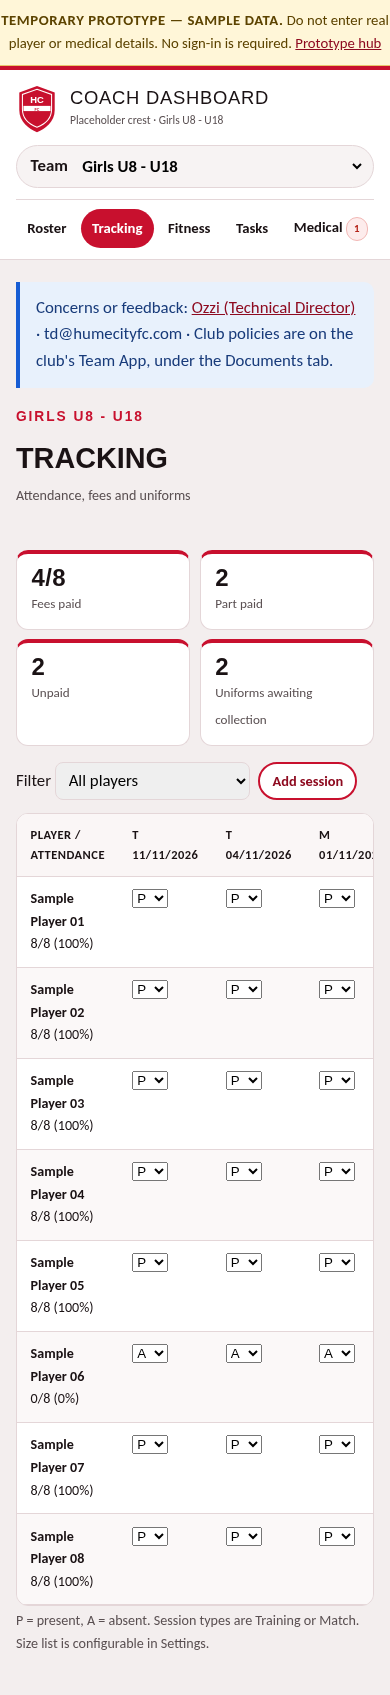 TEMPORARY PROTOTYPE — SAMPLE DATA. Do not enter real
player or medical details. No sign-in is required. Prototype hub
HC
FC
COACH DASHBOARD
Placeholder crest · Girls U8 - U18
Team Girls U8 - U18
Roster Tracking Fitness Tasks Medical 1
Concerns or feedback: Ozzi (Technical Director)
· td@humecityfc.com · Club policies are on the
club's Team App, under the Documents tab.
GIRLS U8 - U18
TRACKING
Attendance, fees and uniforms
4/8
Fees paid
2
Part paid
2
Unpaid
2
Uniforms awaiting
collection
Filter All players Add session
PLAYER / T T M
ATTENDANCE 11/11/2026 04/11/2026 01/11/202
Sample P P P
Player 01
8/8 (100%)
Sample P P P
Player 02
8/8 (100%)
Sample P P P
Player 03
8/8 (100%)
Sample P P P
Player 04
8/8 (100%)
Sample P P P
Player 05
8/8 (100%)
Sample A A A
Player 06
0/8 (0%)
Sample P P P
Player 07
8/8 (100%)
Sample P P P
Player 08
8/8 (100%)
P = present, A = absent. Session types are Training or Match.
Size list is configurable in Settings.